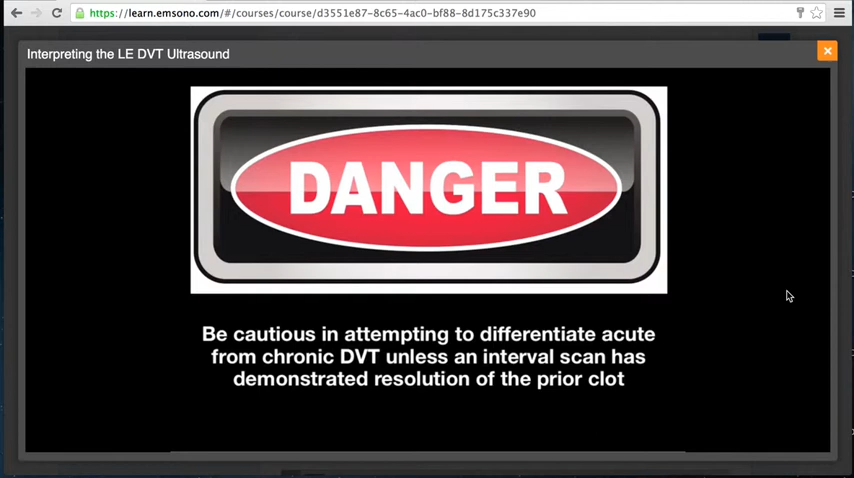 https://learn.emsono.com/#/courses/course/d3551e87-8c65-4ac0-bf88-8d175c337e90
Interpreting the LE DVT Ultrasound
DANGER
Be cautious in attempting to differentiate acute
from chronic DVT unless an interval scan has
demonstrated resolution of the prior clot